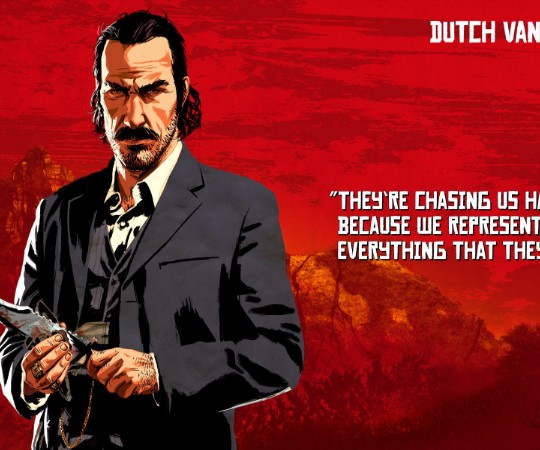 DUTCH VAN
"THEY'RE CHASING US HA
BECAUSE WE REPRESENT
EVERYTHING THAT THEY